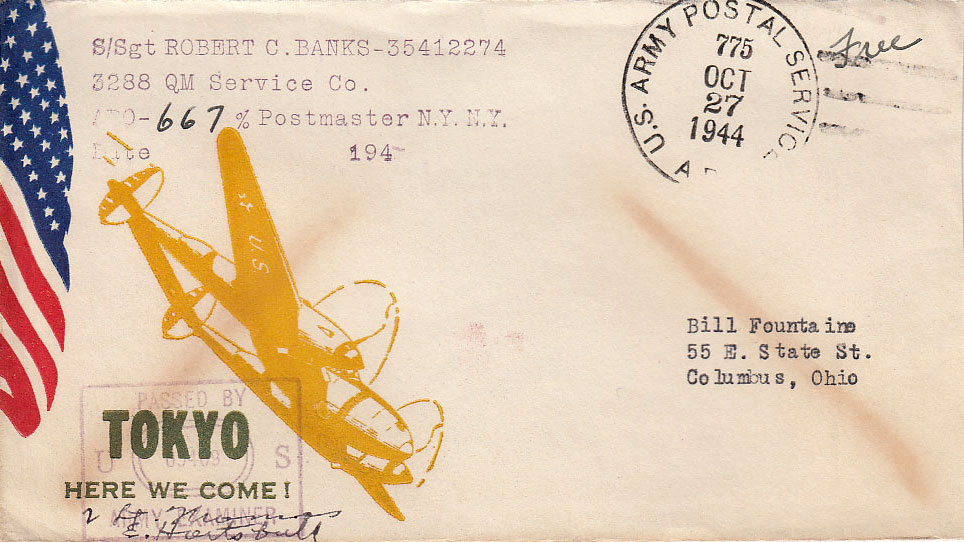 S/Sgt ROBERT C. BANKS-35412274
3288 QM Service Co.
APO-667 % Postmaster N.Y. N.Y.
194
U.S. ARMY POSTAL SERVICE
775
OCT
27
1944
Free
US
Bill Fountaine
55 E. State St.
Columbus, Ohio
PASSED BY
U S
ARMY EXAMINER
TOKYO
HERE WE COME!